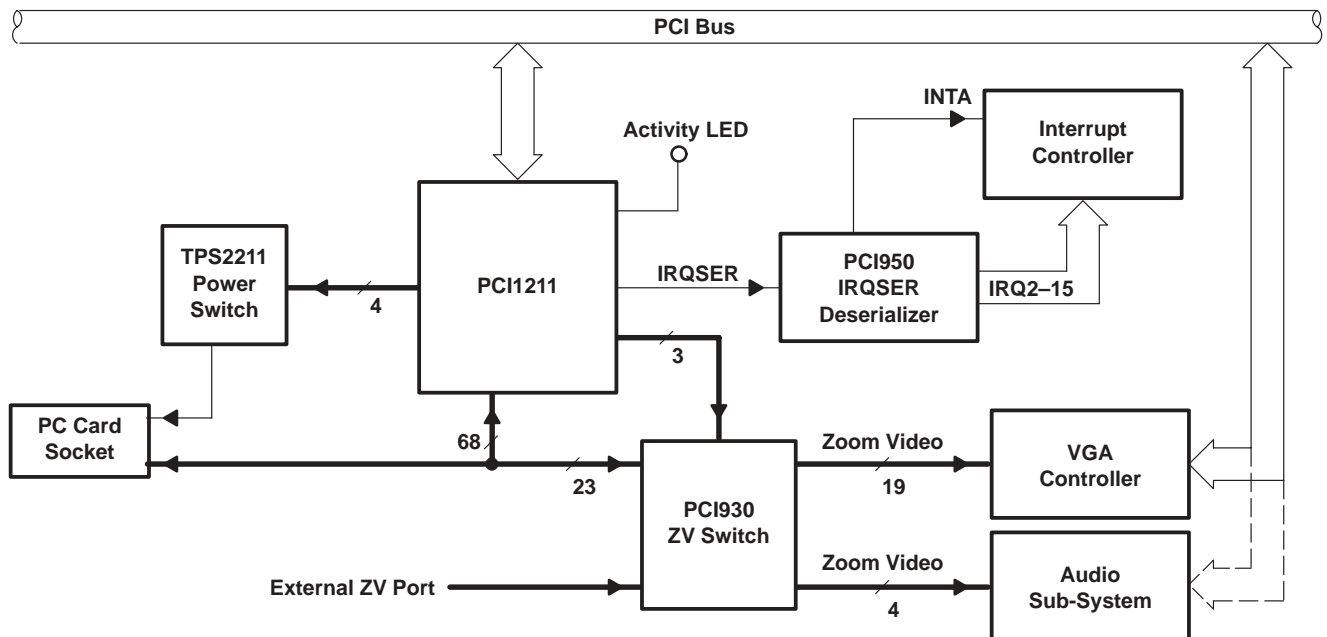 PCI Bus
INTA
Interrupt
Controller
Activity LED
TPS2211
Power
Switch
4
PCI1211
IRQSER
PCI950
IRQSER
Deserializer
IRQ2–15
3
PC Card
Socket
68
23
PCI930
ZV Switch
Zoom Video
19
VGA
Controller
External ZV Port
Zoom Video
4
Audio
Sub-System